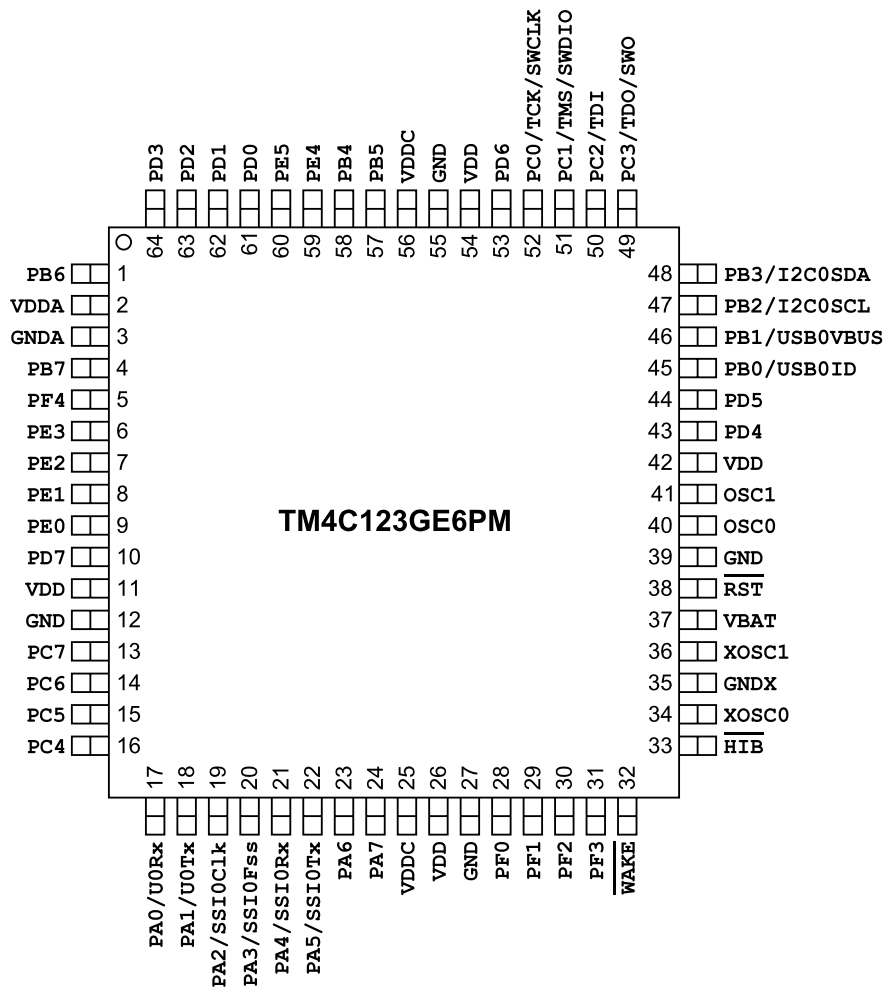 PC0/TCK/SWCLK
PC1/TMS/SWDIO
PC2/TDI
PC3/TDO/SWO
PD3 PD2 PD1 PD0 PE5 PE4 PB4 PB5 VDDC GND VDD PD6
64 63 62 61 60 59 58 57 56 55 54 53 52 51 50 49
PB6 1 48 PB3/I2C0SDA
VDDA 2 47 PB2/I2C0SCL
GNDA 3 46 PB1/USB0VBUS
PB7 4 45 PB0/USB0ID
PF4 5 44 PD5
PE3 6 43 PD4
PE2 7 42 VDD
PE1 8 41 OSC1
TM4C123GE6PM
PE0 9 40 OSC0
PD7 10 39 GND
VDD 11 38 RST
GND 12 37 VBAT
PC7 13 36 XOSC1
PC6 14 35 GNDX
PC5 15 34 XOSC0
PC4 16 33 HIB
17 18 19 20 21 22 23 24 25 26 27 28 29 30 31 32
PA0/U0Rx
PA1/U0Tx
PA2/SSI0Clk
PA3/SSI0Fss
PA4/SSI0Rx
PA5/SSI0Tx
PA6
PA7
VDDC
VDD
GND
PF0
PF1
PF2
PF3
WAKE